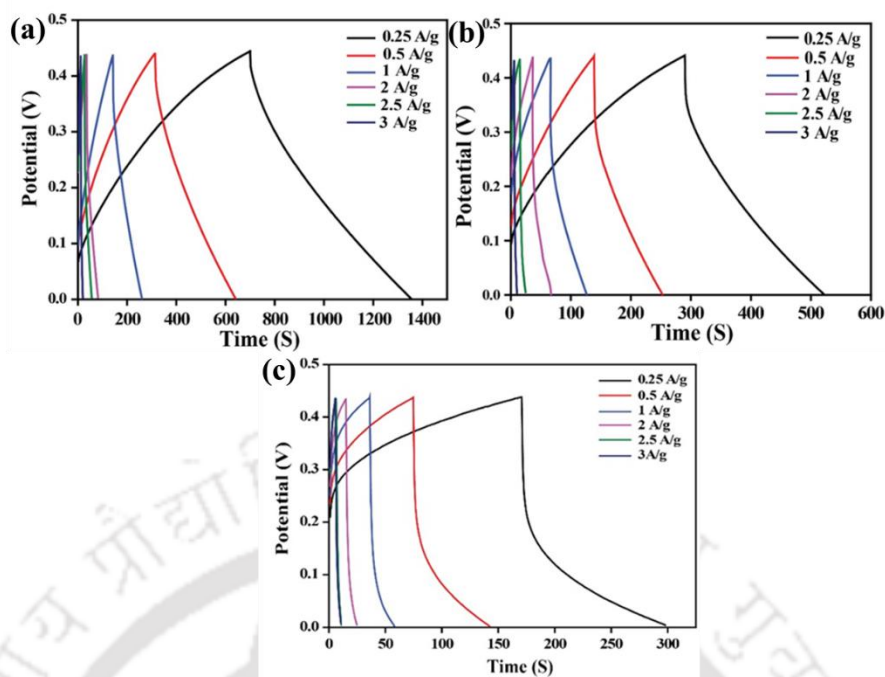 (a)
0.25 A/g
0.5 A/g
1 A/g
2 A/g
2.5 A/g
3 A/g
Potential (V)
0.5
0.4
0.3
0.2
0.1
0.0
0 200 400 600 800 1000 1200 1400
Time (S)
(b)
0.25 A/g
0.5 A/g
1 A/g
2 A/g
2.5 A/g
3 A/g
Potential (V)
0.5
0.4
0.3
0.2
0.1
0.0
0 100 200 300 400 500 600
Time (S)
(c)
0.25 A/g
0.5 A/g
1 A/g
2 A/g
2.5 A/g
3A/g
Potential (V)
0.5
0.4
0.3
0.2
0.1
0.0
0 50 100 150 200 250 300
Time (S)